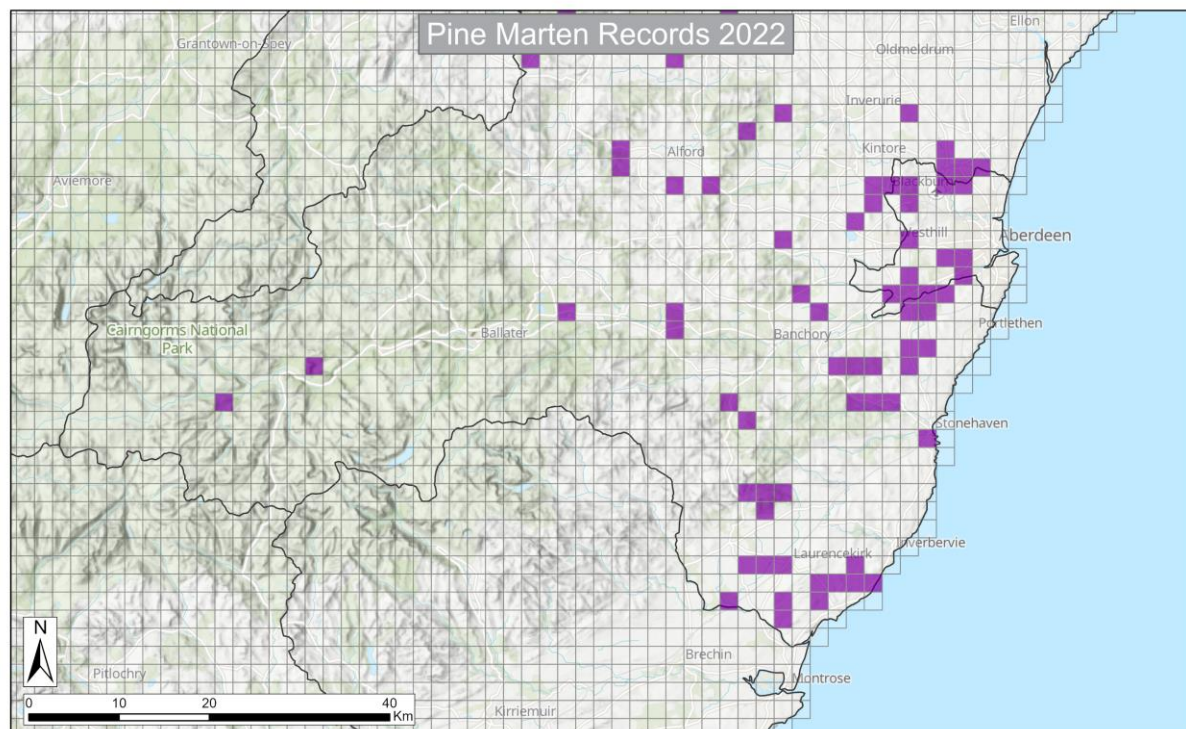 Pine Marten Records 2022
Ellon
Grantown-on-Spey
Oldmeldrum
Inverurie
Alford
Kintore
Aviemore
Blackburn
Westhill
Aberdeen
Cairngorms National
Park
Ballater
Banchory
Portlethen
Stonehaven
Laurencekirk
Inverbervie
N
Brechin
Pitlochry
Montrose
Kirriemuir
0
10
20
40
Km